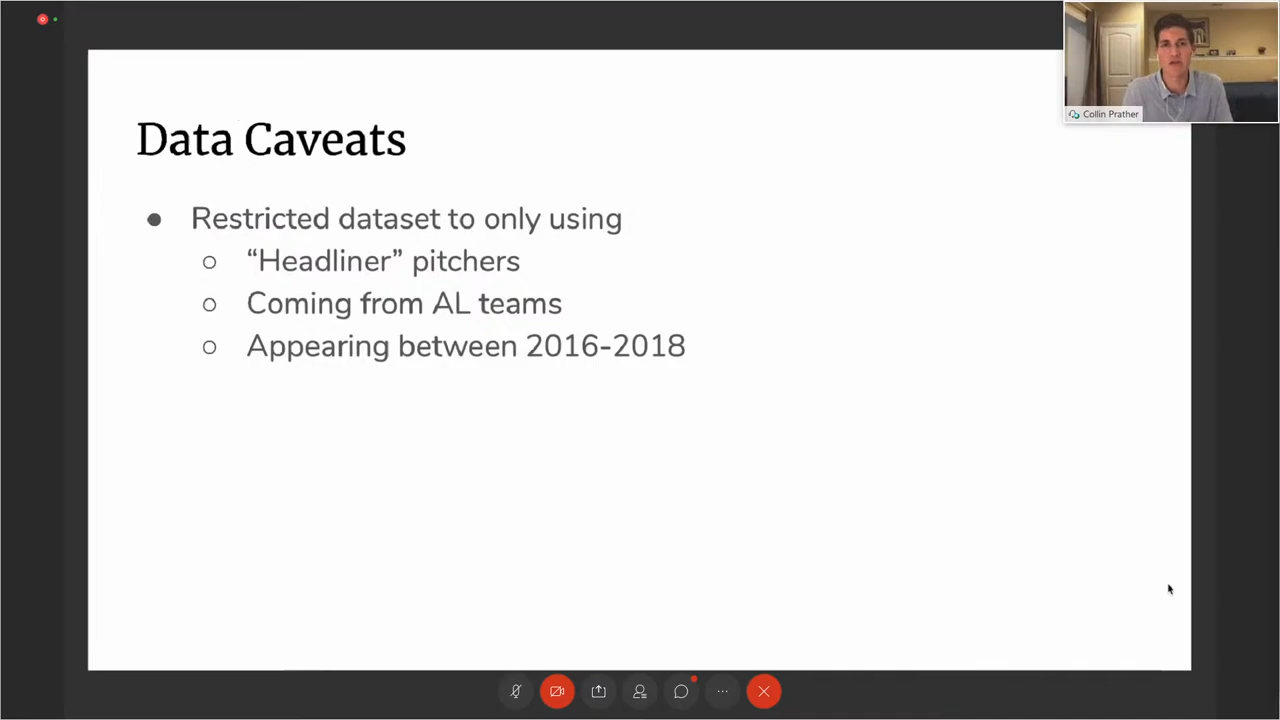 Collin Prather
Data Caveats
Restricted dataset to only using
“Headliner” pitchers
Coming from AL teams
Appearing between 2016-2018